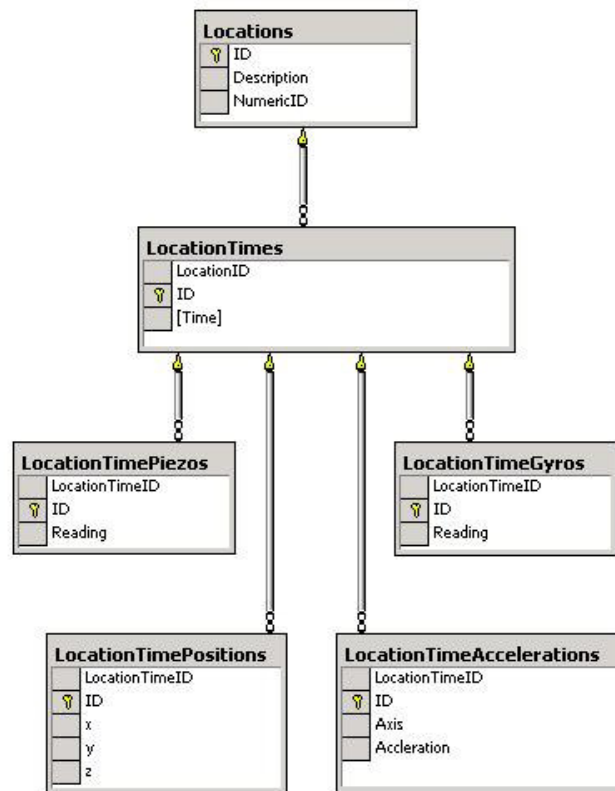 Locations
ID
Description
NumericID
LocationTimes
LocationID
ID
[Time]
LocationTimePiezos
LocationTimeID
ID
Reading
LocationTimeGyros
LocationTimeID
ID
Reading
LocationTimePositions
LocationTimeID
ID
x
y
z
LocationTimeAccelerations
LocationTimeID
ID
Axis
Accleration